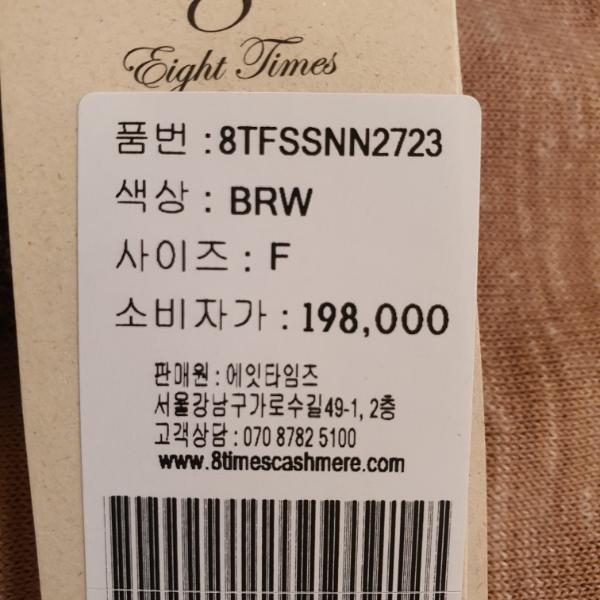 8
Eight Times
품번 : 8TFSSNN2723
색상 : BRW
사이즈 : F
소비자가 : 198,000
판매원 : 에잇타임즈
서울강남구가로수길49-1, 2층
고객상담 : 070 8782 5100
www.8timescashmere.com